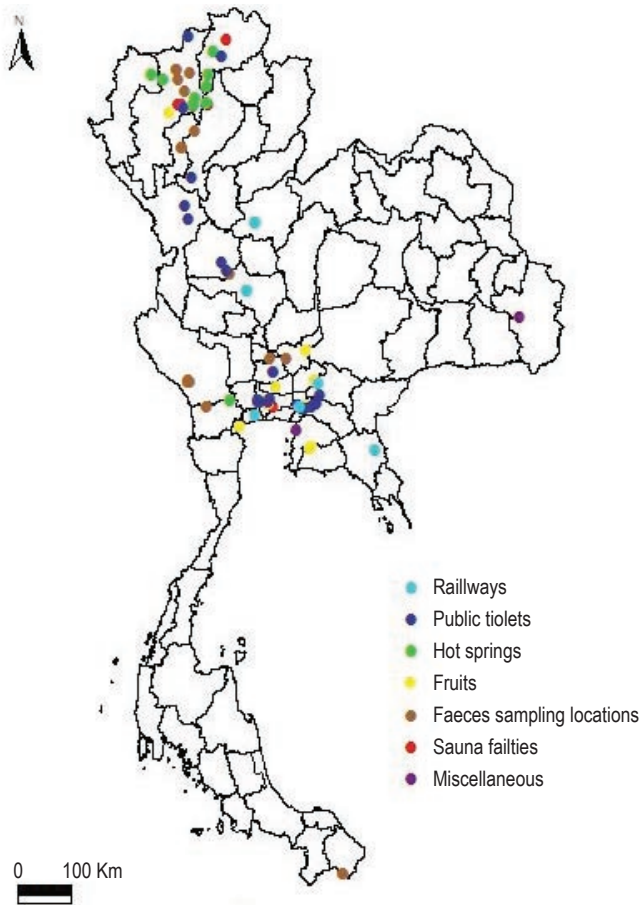 N
Raillways
Public tiolets
Hot springs
Fruits
Faeces sampling locations
Sauna failties
Miscellaneous
0 100 Km